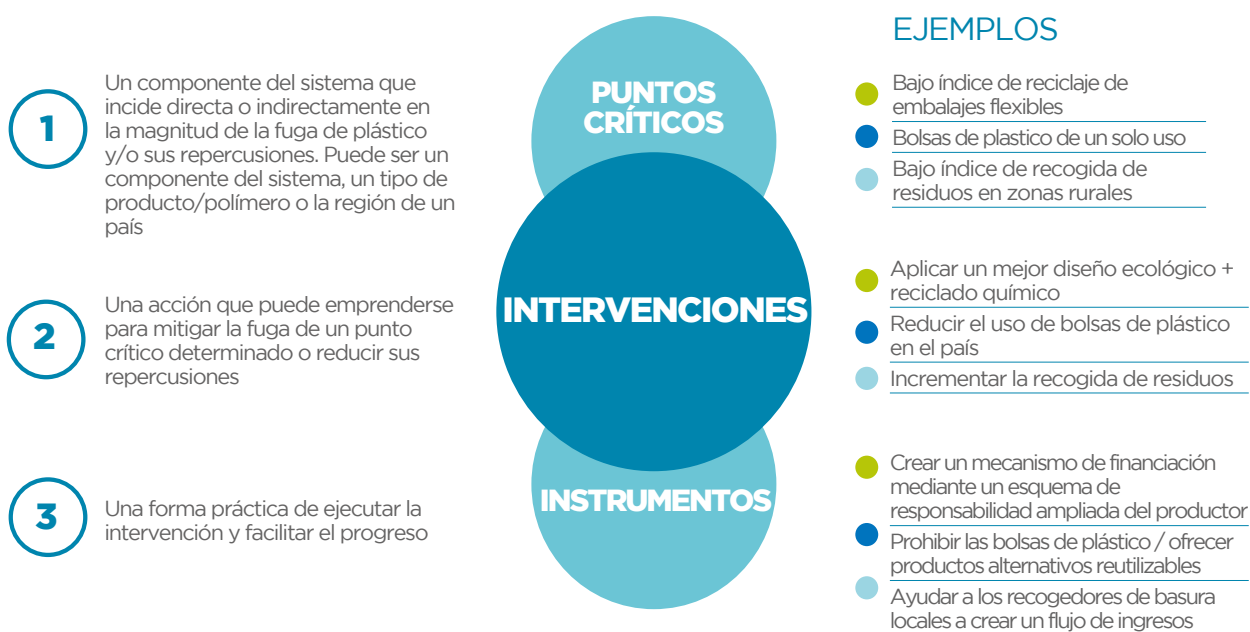 EJEMPLOS
1
Un componente del sistema que
incide directa o indirectamente en
la magnitud de la fuga de plástico
y/o sus repercusiones. Puede ser un
componente del sistema, un tipo de
producto/polímero o la región de un
país
PUNTOS
CRÍTICOS
Bajo índice de reciclaje de
embalajes flexibles
Bolsas de plastico de un solo uso
Bajo índice de recogida de
residuos en zonas rurales
2
Una acción que puede emprenderse
para mitigar la fuga de un punto
crítico determinado o reducir sus
repercusiones
INTERVENCIONES
Aplicar un mejor diseño ecológico +
reciclado químico
Reducir el uso de bolsas de plástico
en el país
Incrementar la recogida de residuos
3
Una forma práctica de ejecutar la
intervención y facilitar el progreso
INSTRUMENTOS
Crear un mecanismo de financiación
mediante un esquema de
responsabilidad ampliada del productor
Prohibir las bolsas de plástico / ofrecer
productos alternativos reutilizables
Ayudar a los recogedores de basura
locales a crear un flujo de ingresos